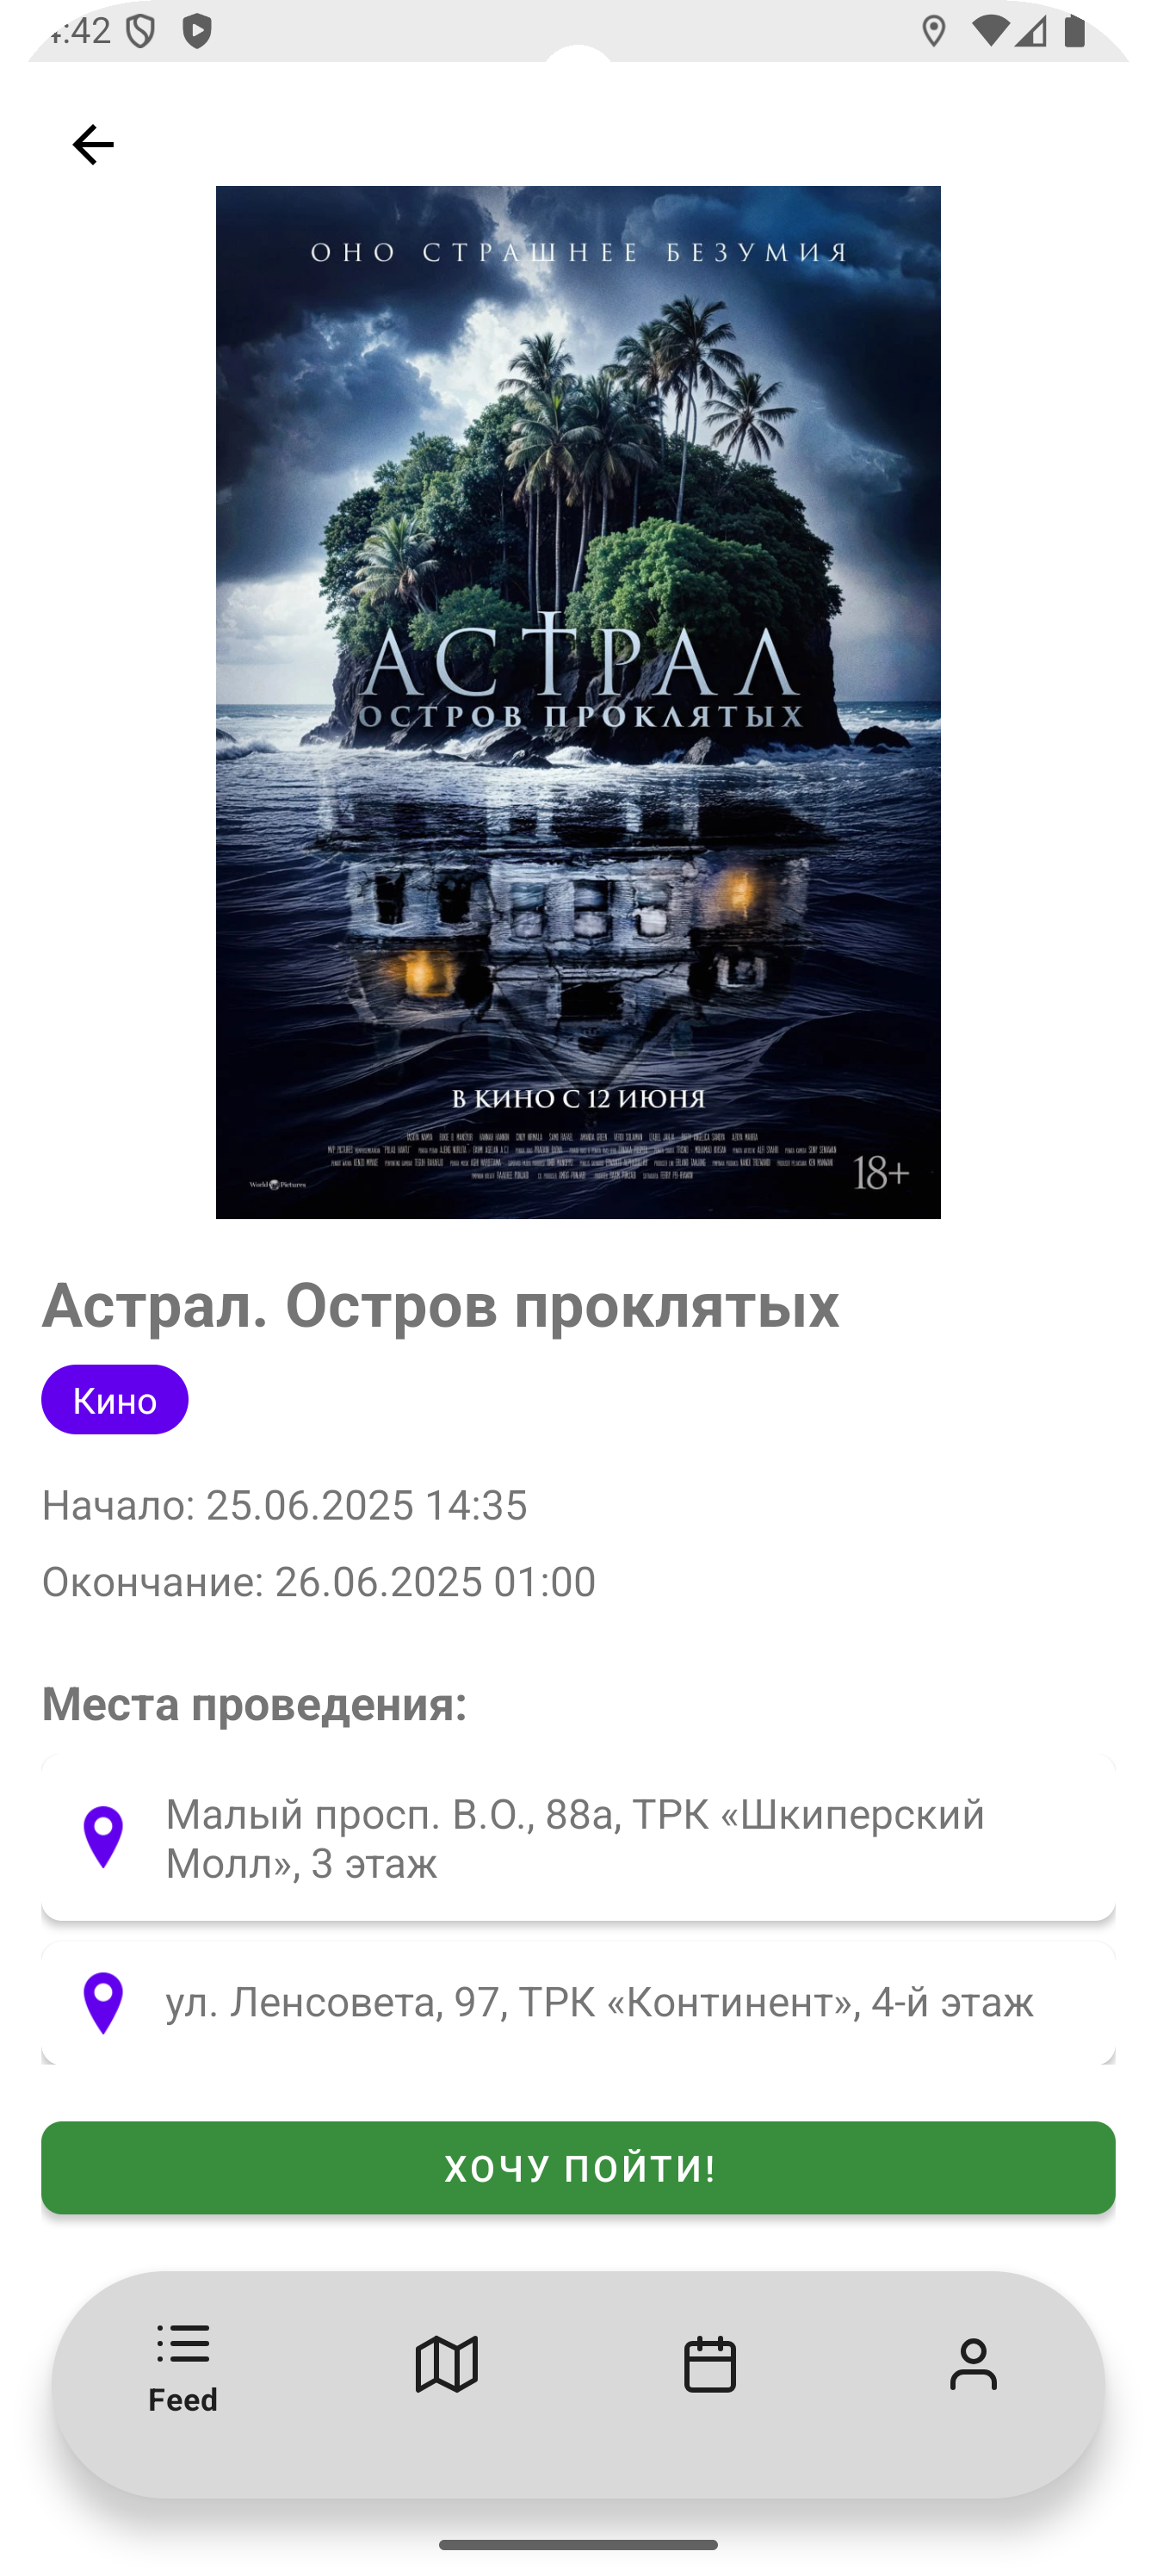 :42
ОНО СТРАШНЕЕ БЕЗУМИЯ
АСТРАЛ
ОСТРОВ ПРОКЛЯТЫХ
В КИНО С 12 ИЮНЯ
World Pictures
18+
Астрал. Остров проклятых
Кино
Начало: 25.06.2025 14:35
Окончание: 26.06.2025 01:00
Места проведения:
Малый просп. В.О., 88а, ТРК «Шкиперский
Молл», 3 этаж
ул. Ленсовета, 97, ТРК «Континент», 4-й этаж
ХОЧУ ПОЙТИ!
Feed